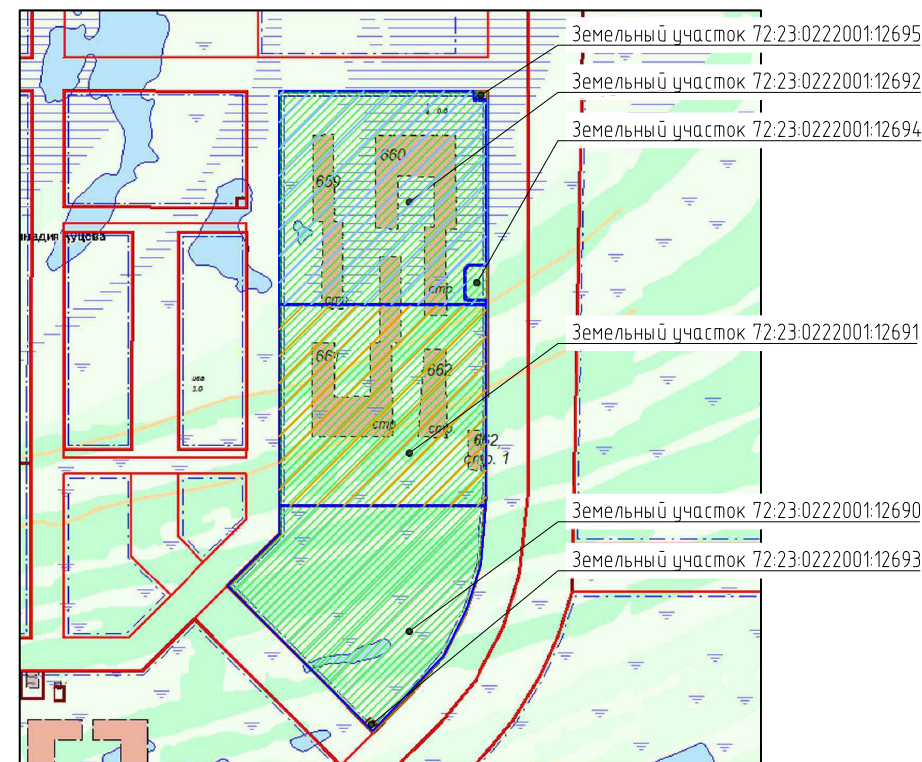 Земельный участок 72:23:0222001:12695
Земельный участок 72:23:0222001:12692
Земельный участок 72:23:0222001:12694
660
659
стр.
стр.
Земельный участок 72:23:0222001:12691
661
662
стр.
стр.
662
стр. 1
Земельный участок 72:23:0222001:12690
Земельный участок 72:23:0222001:12693